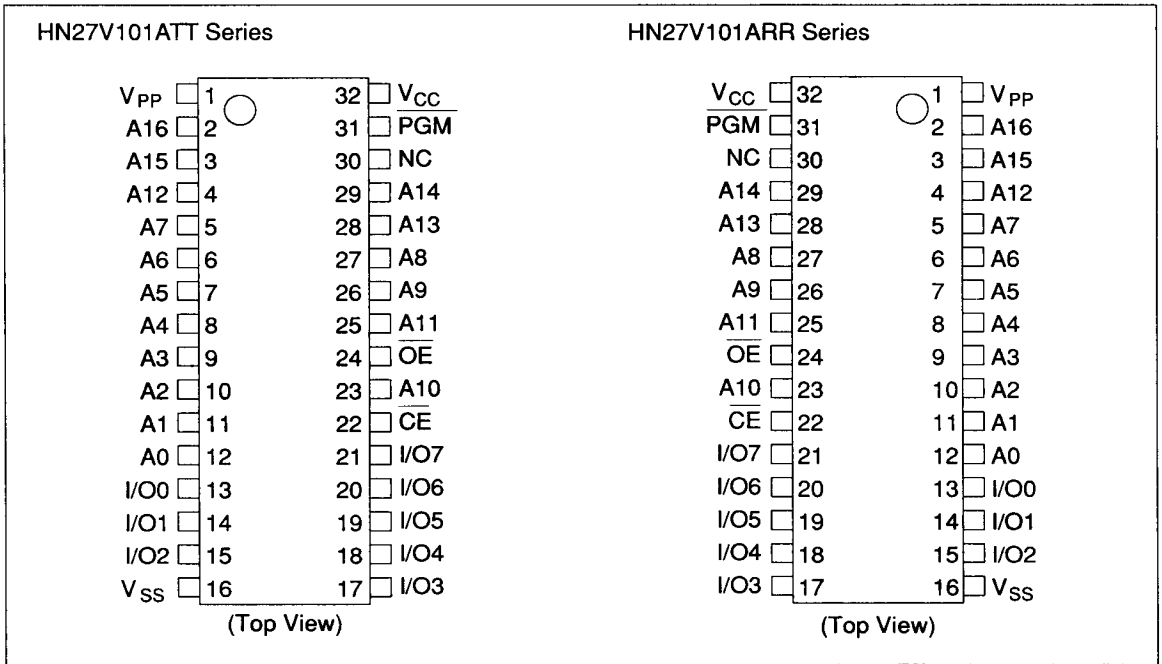 HN27V101ATT Series
VPP 1 32 VCC
A16 2 31 PGM
A15 3 30 NC
A12 4 29 A14
A7 5 28 A13
A6 6 27 A8
A5 7 26 A9
A4 8 25 A11
A3 9 24 OE
A2 10 23 A10
A1 11 22 CE
A0 12 21 I/O7
I/O0 13 20 I/O6
I/O1 14 19 I/O5
I/O2 15 18 I/O4
VSS 16 17 I/O3
(Top View)
HN27V101ARR Series
VCC 32 1 VPP
PGM 31 2 A16
NC 30 3 A15
A14 29 4 A12
A13 28 5 A7
A8 27 6 A6
A9 26 7 A5
A11 25 8 A4
OE 24 9 A3
A10 23 10 A2
CE 22 11 A1
I/O7 21 12 A0
I/O6 20 13 I/O0
I/O5 19 14 I/O1
I/O4 18 15 I/O2
I/O3 17 16 VSS
(Top View)